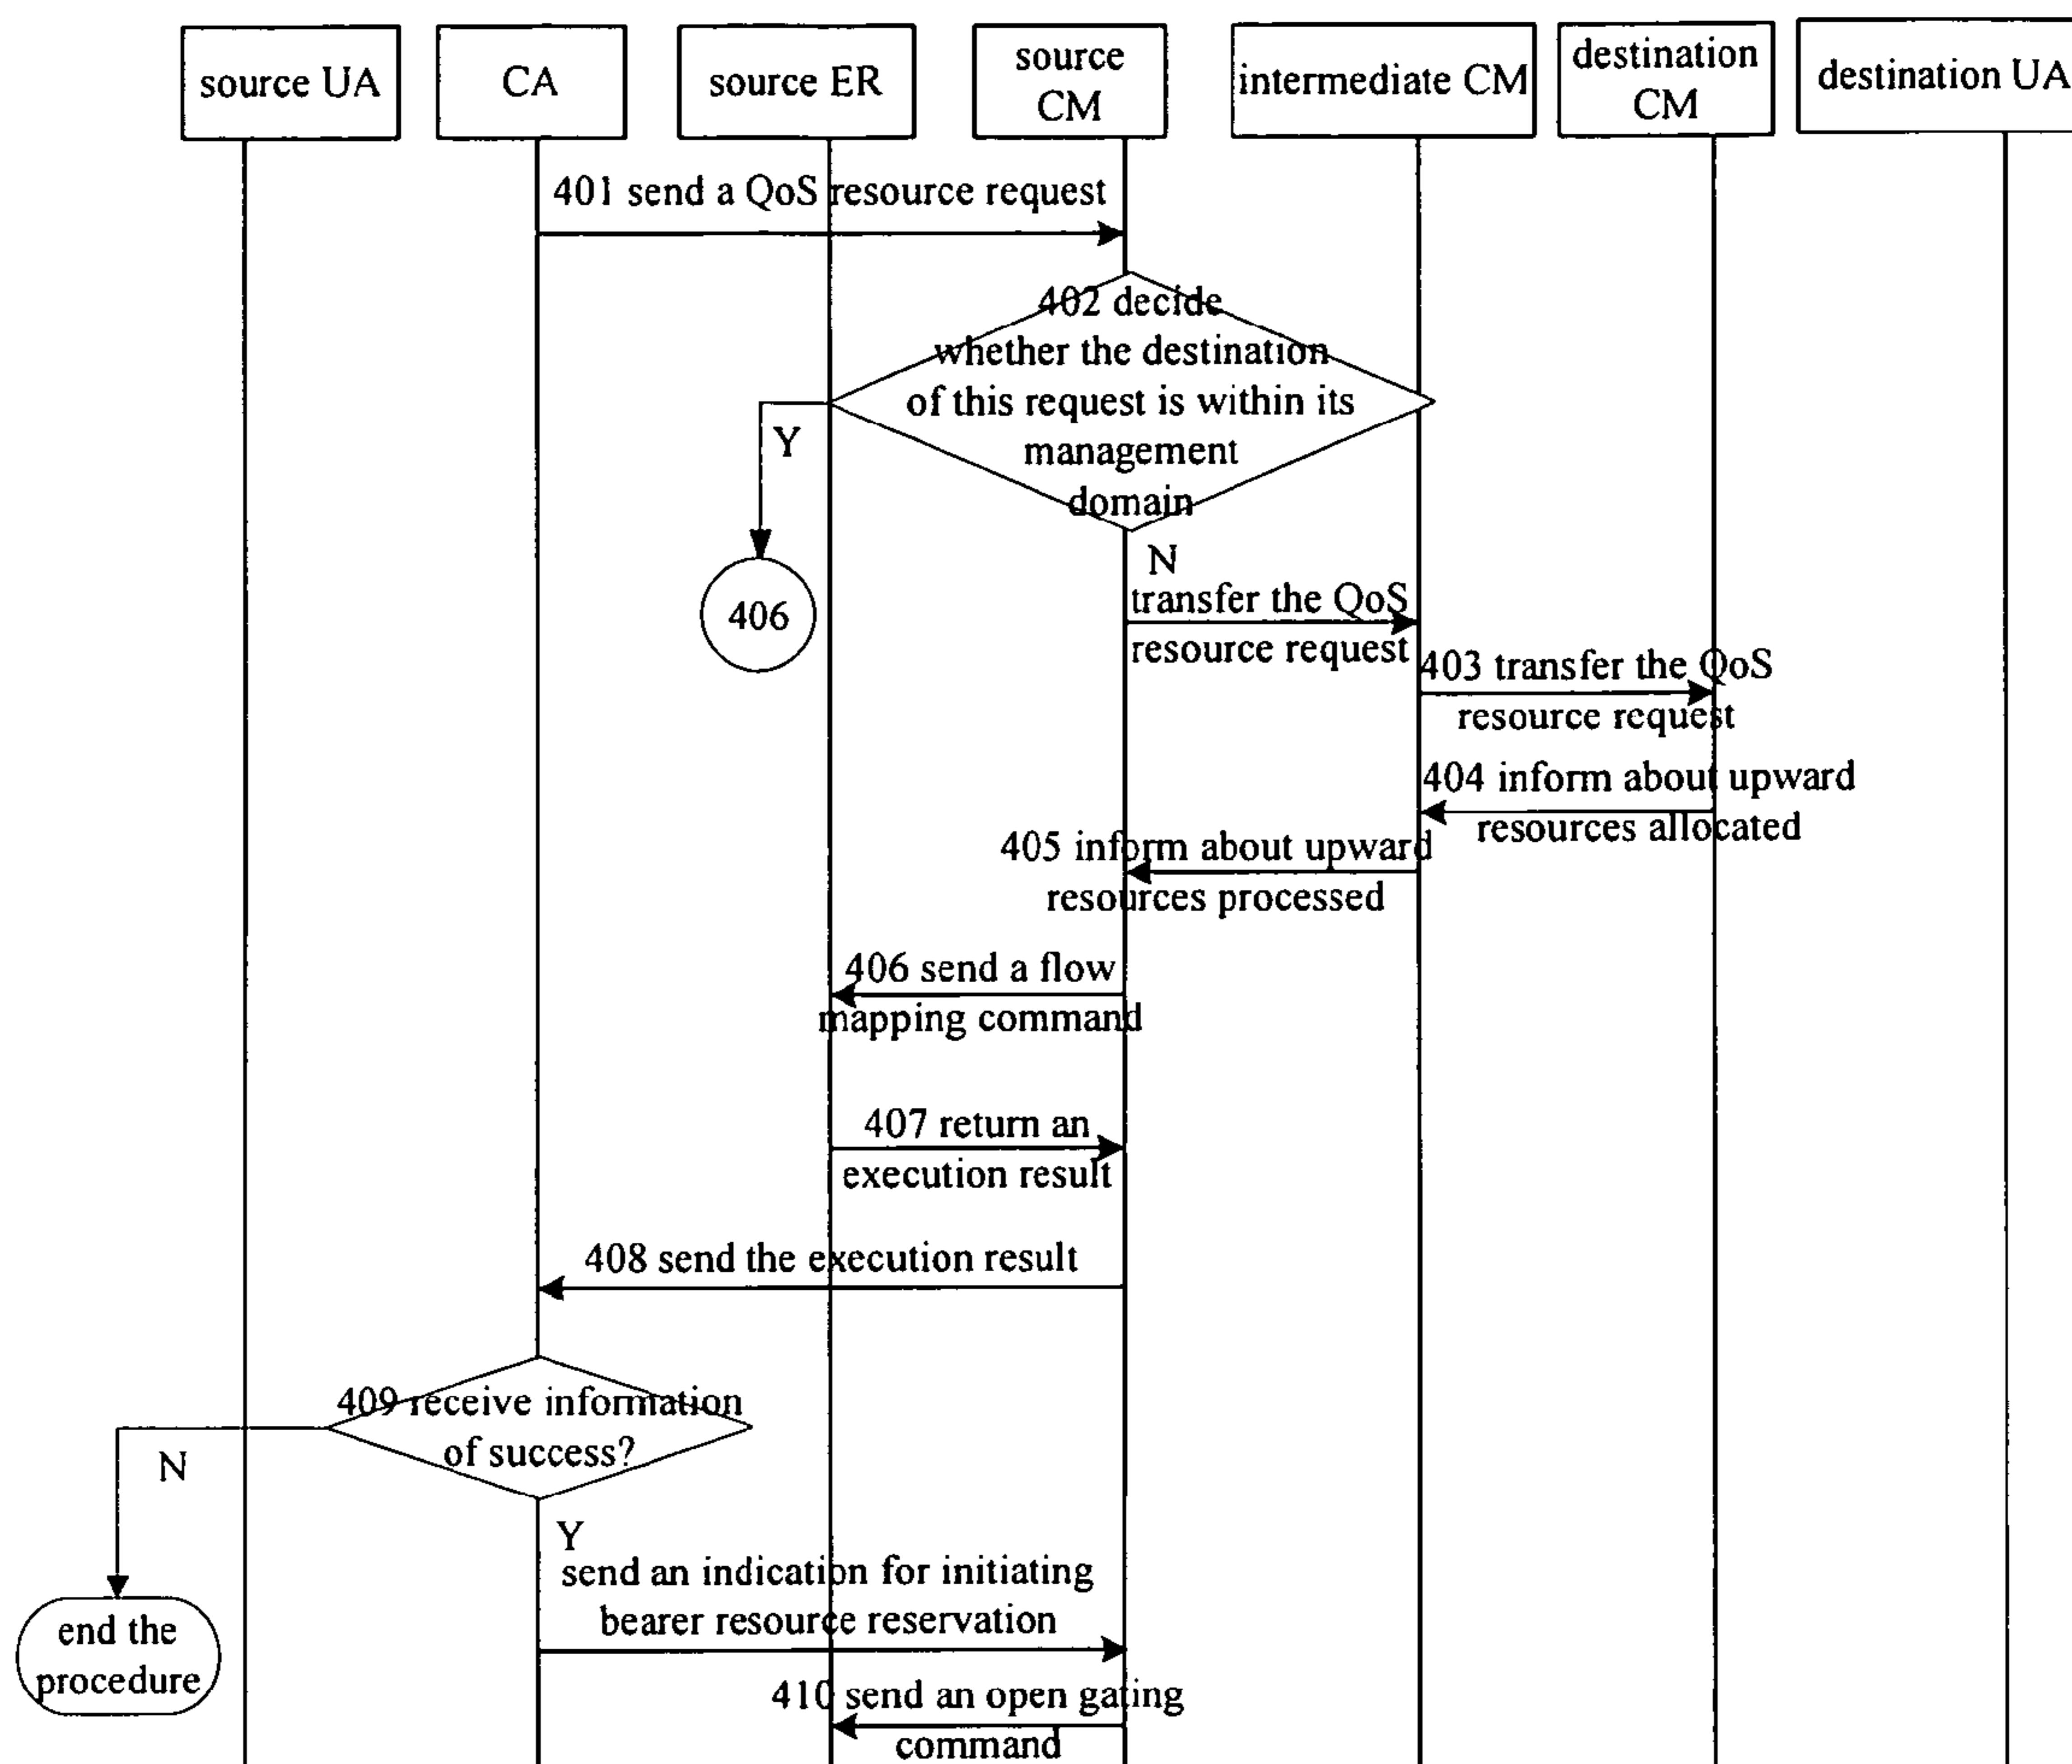 source UA
CA
source ER
source
CM
intermediate CM
destination
CM
destination UA
401 send a QoS resource request
402 decide
whether the destination
of this request is within its
management
domain
Y
406
N
transfer the QoS
resource request
403 transfer the QoS
resource request
404 inform about upward
resources allocated
405 inform about upward
resources processed
406 send a flow
mapping command
407 return an
execution result
408 send the execution result
409 receive information
of success?
N
end the
procedure
Y
send an indication for initiating
bearer resource reservation
410 send an open gating
command